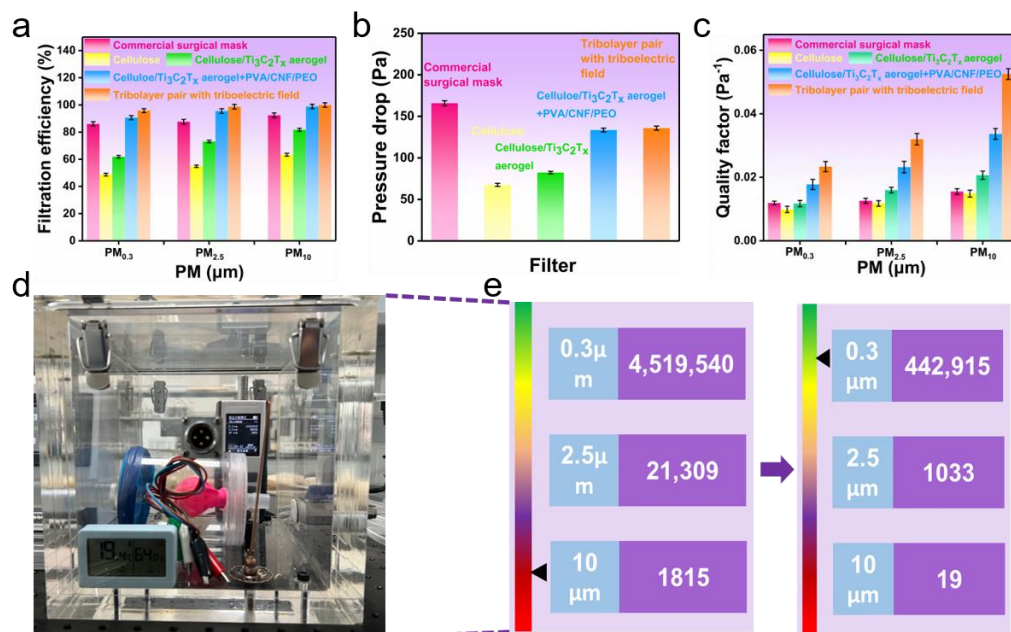 a
Commercial surgical mask
Cellulose
Cellulose/Ti3C2Tx aerogel
Celluloe/Ti3C2Tx aerogel+PVA/CNF/PEO
Tribolayer pair with triboelectric field
Filtration efficiency (%)
140
120
100
80
60
40
20
0
PM0.3
PM2.5
PM10
PM (μm)
b
Pressure drop (Pa)
250
200
150
100
50
0
Commercial
surgical mask
Cellulose
Cellulose/Ti3C2Tx
aerogel
Celluloe/Ti3C2Tx
aerogel
+PVA/CNF/PEO
Tribolayer pair
with triboelectric
field
Filter
c
Commercial surgical mask
Cellulose
Cellulose/Ti3C2Tx aerogel
Celluloe/Ti3C2Tx aerogel+PVA/CNF/PEO
Tribolayer pair with triboelectric field
Quality factor (Pa-1)
0.06
0.04
0.02
0.00
PM0.3
PM2.5
PM10
PM (μm)
d
e
0.3μ
m
4,519,540
2.5μ
m
21,309
10
μm
1815
0.3
μm
442,915
2.5
μm
1033
10
μm
19